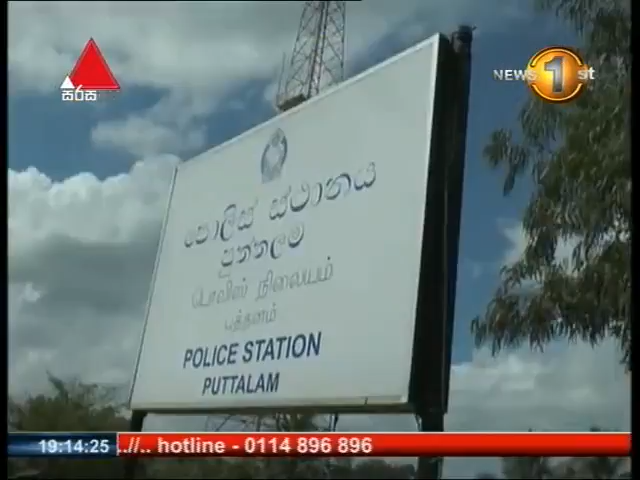 සිරස
NEWS 1st
පොලිස් ස්ථානය
පුත්තලම
பொலிஸ் நிலையம்
புத்தளம்
POLICE STATION
PUTTALAM
19:14:25 .//.. hotline - 0114 896 896